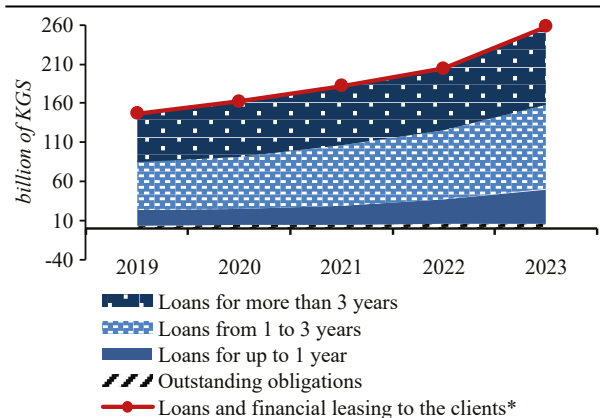 260
210
160
110
60
10
-40
billion of KGS
2019 2020 2021 2022 2023
Loans for more than 3 years
Loans from 1 to 3 years
Loans for up to 1 year
Outstanding obligations
Loans and financial leasing to the clients*